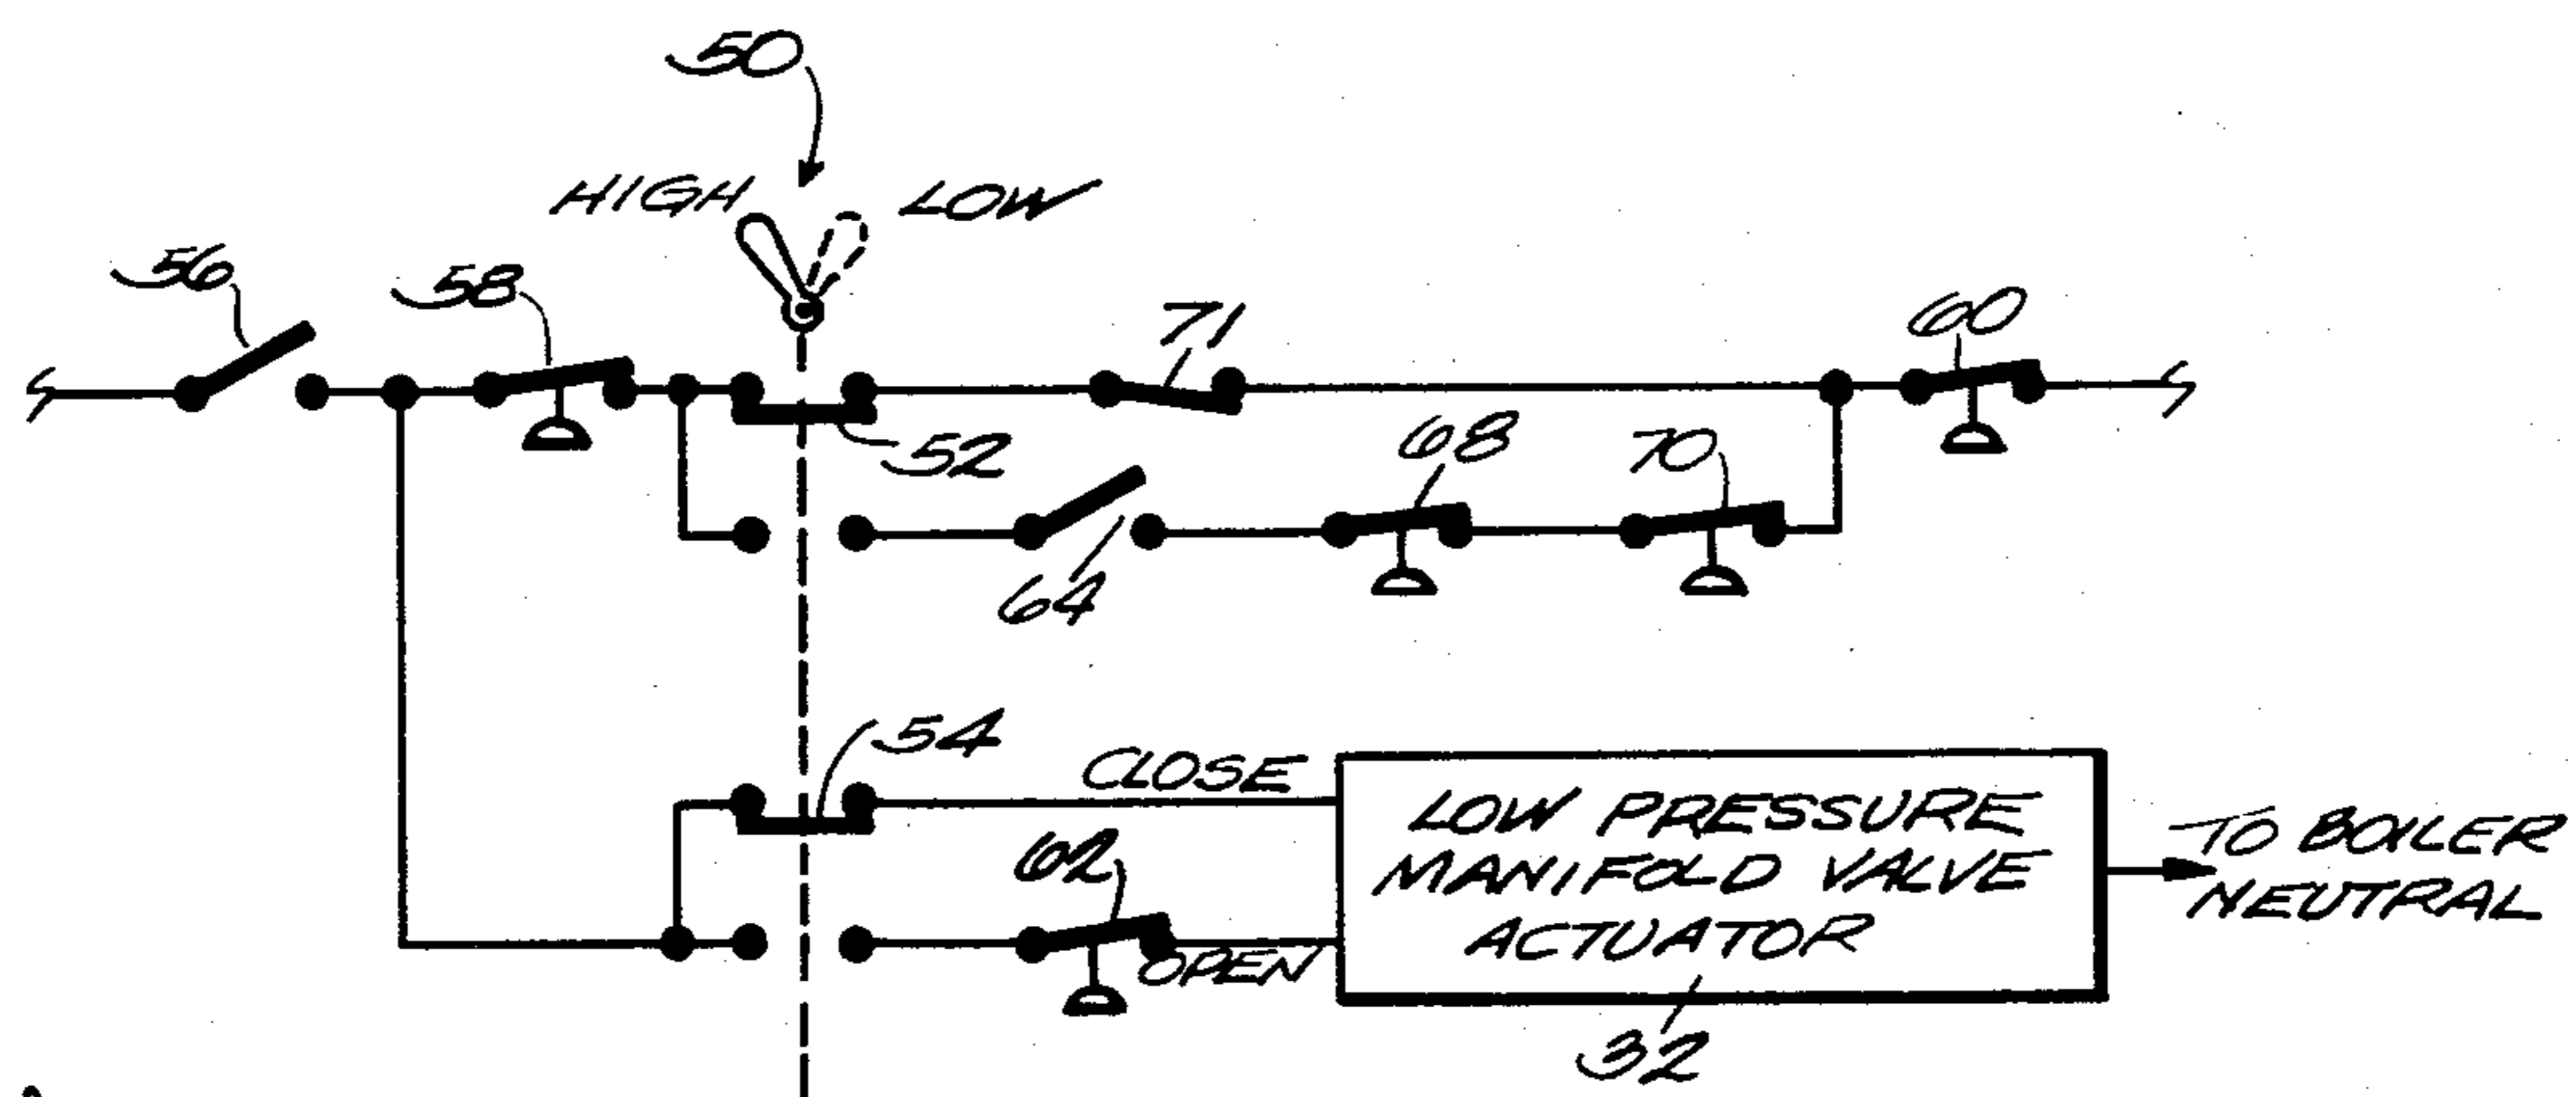 50
HIGH
LOW
56
58
71
60
52
68
70
64
54
CLOSE
62
OPEN
LOW PRESSURE
MANIFOLD VALVE
ACTUATOR
TO BOILER
NEUTRAL
32